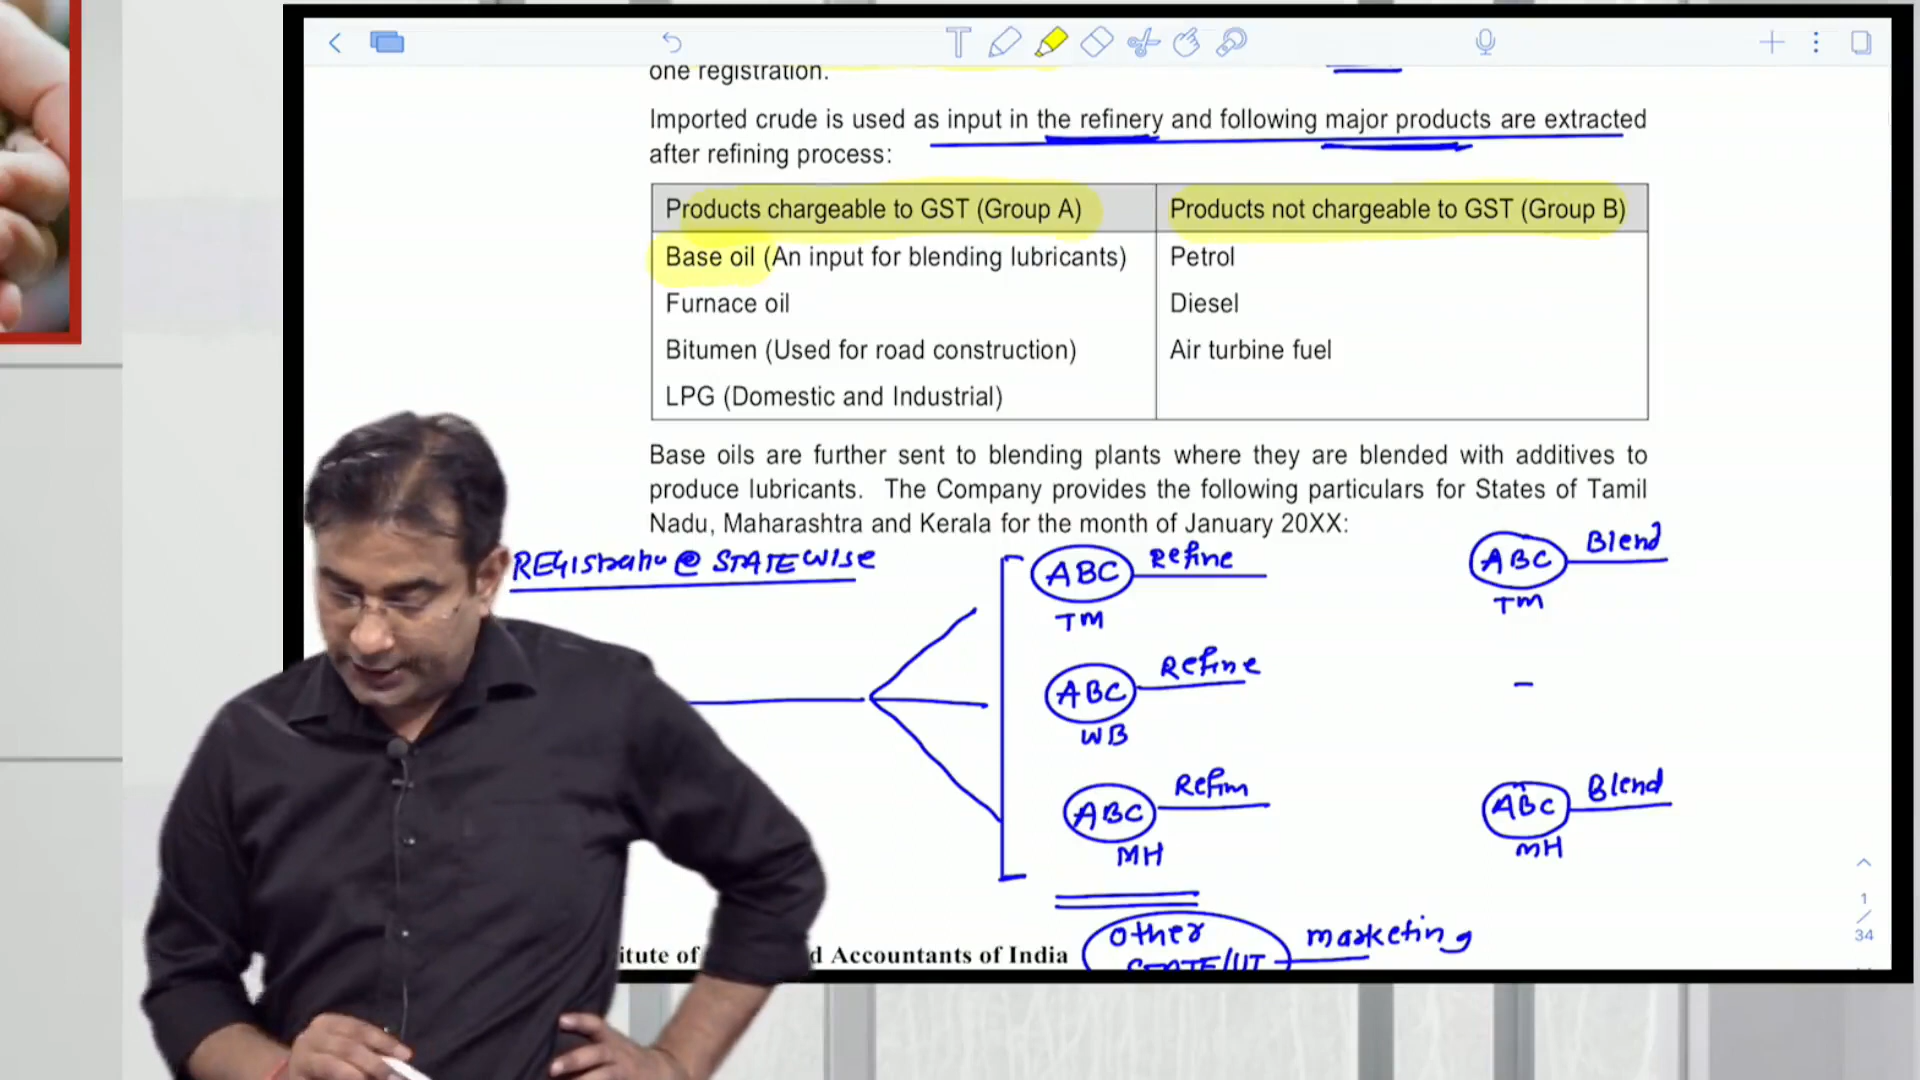 one registration.
Imported crude is used as input in the refinery and following major products are extracted
after refining process:
Products chargeable to GST (Group A) Products not chargeable to GST (Group B)
Base oil (An input for blending lubricants) Petrol
Furnace oil Diesel
Bitumen (Used for road construction) Air turbine fuel
LPG (Domestic and Industrial)
Base oils are further sent to blending plants where they are blended with additives to
produce lubricants. The Company provides the following particulars for States of Tamil
Nadu, Maharashtra and Kerala for the month of January 20XX:
@ STATEWISE
ABC Refine ABC Blend
TM TM
ABC Refine -
WB
ABC ABC Blend
MH MH
Other marketing
STATE/UT
itute of d Accountants of India
1
/
34
T